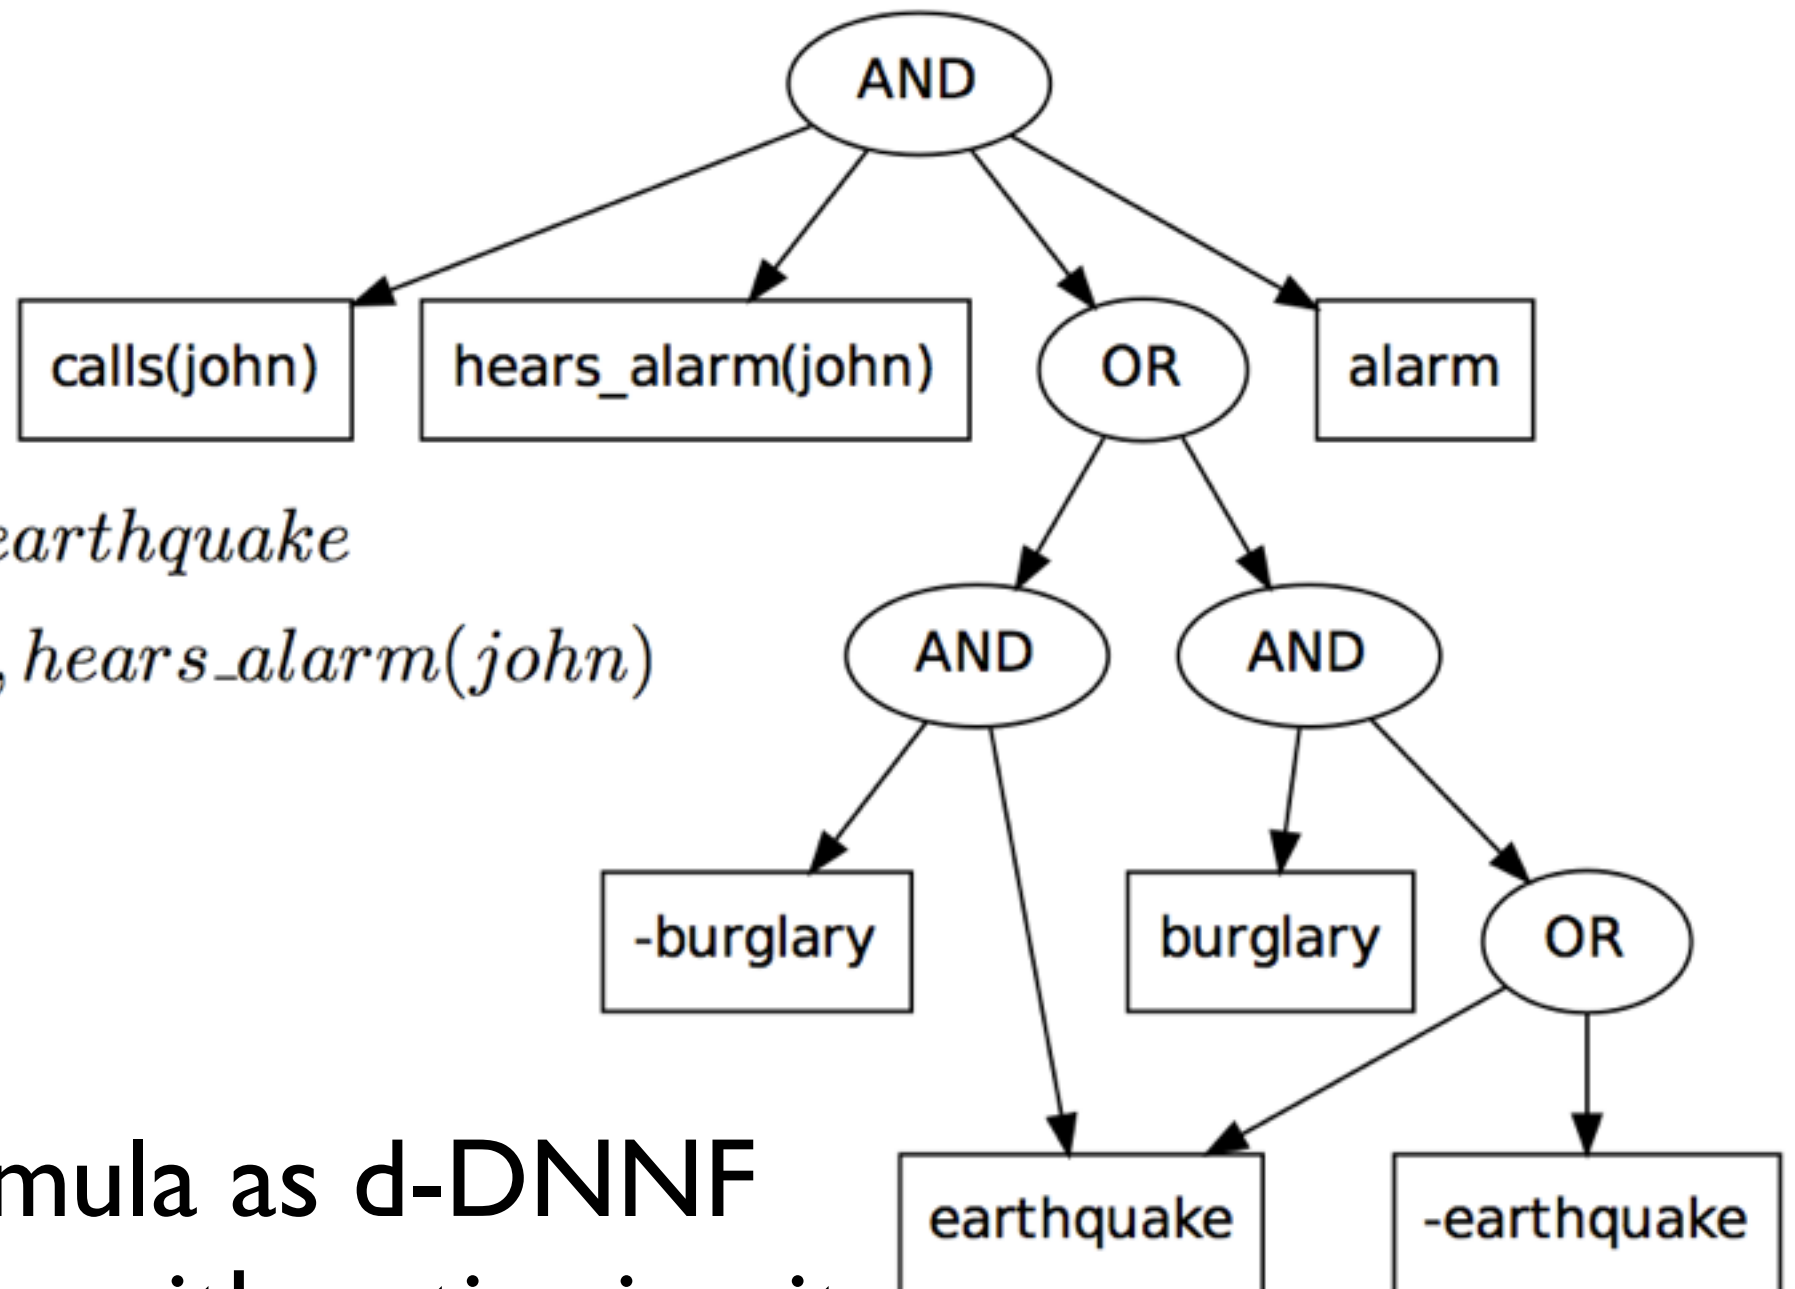 AND
calls(john)
hears_alarm(john)
OR
alarm
earthquake
, hears_alarm(john)
AND
AND
-burglary
burglary
OR
mula as d-DNNF
earthquake
-earthquake